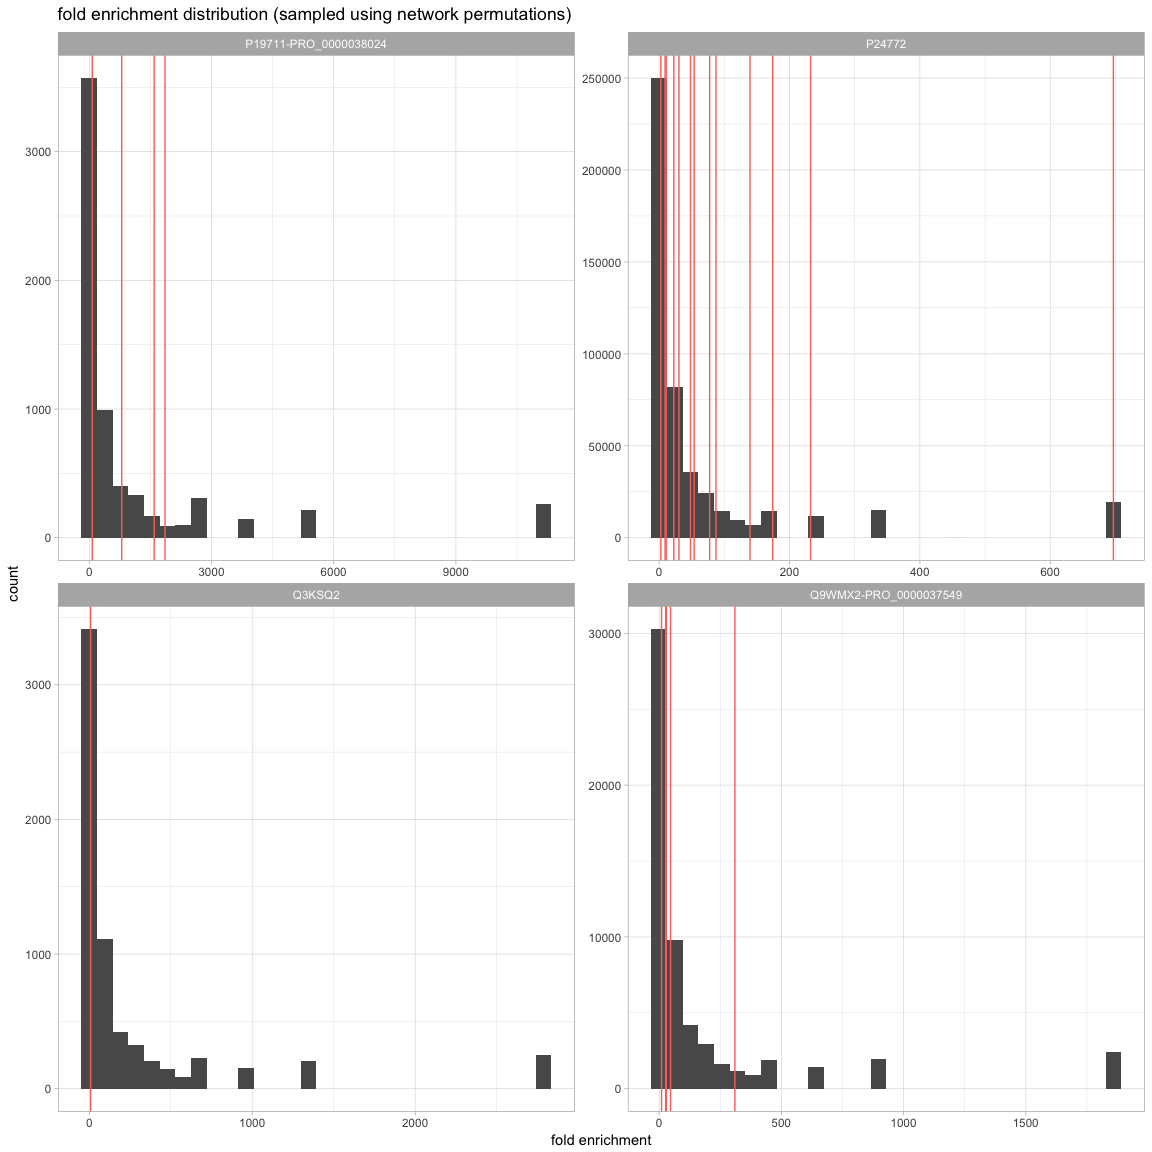 fold enrichment distribution (sampled using network permutations)
P19711-PRO_0000038024
P24772
3000
2000
1000
0
250000
200000
150000
100000
50000
0
0 3000 6000 9000
0 200 400 600
count
Q3KSQ2
Q9WMX2-PRO_0000037549
3000
2000
1000
0
30000
20000
10000
0
0 1000 2000
0 500 1000 1500
fold enrichment